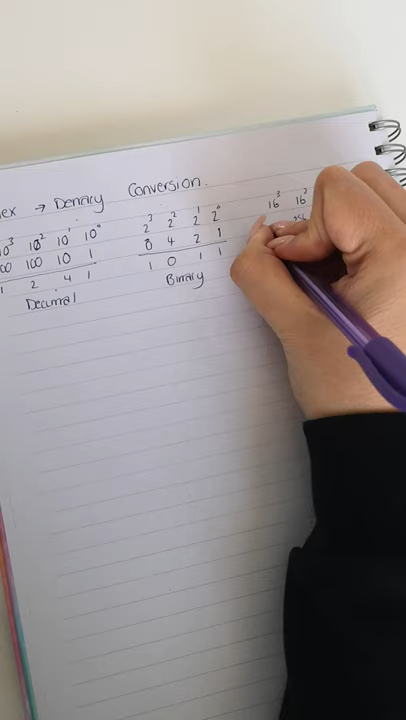 ex → Denary Conversion.
10³ 10² 10¹ 10⁰ 2³ 2² 2¹ 2⁰ 16³ 16²
00 100 10 1 8 4 2 1 256
1 2 4 1 1 0 1 1
Decimal Binary